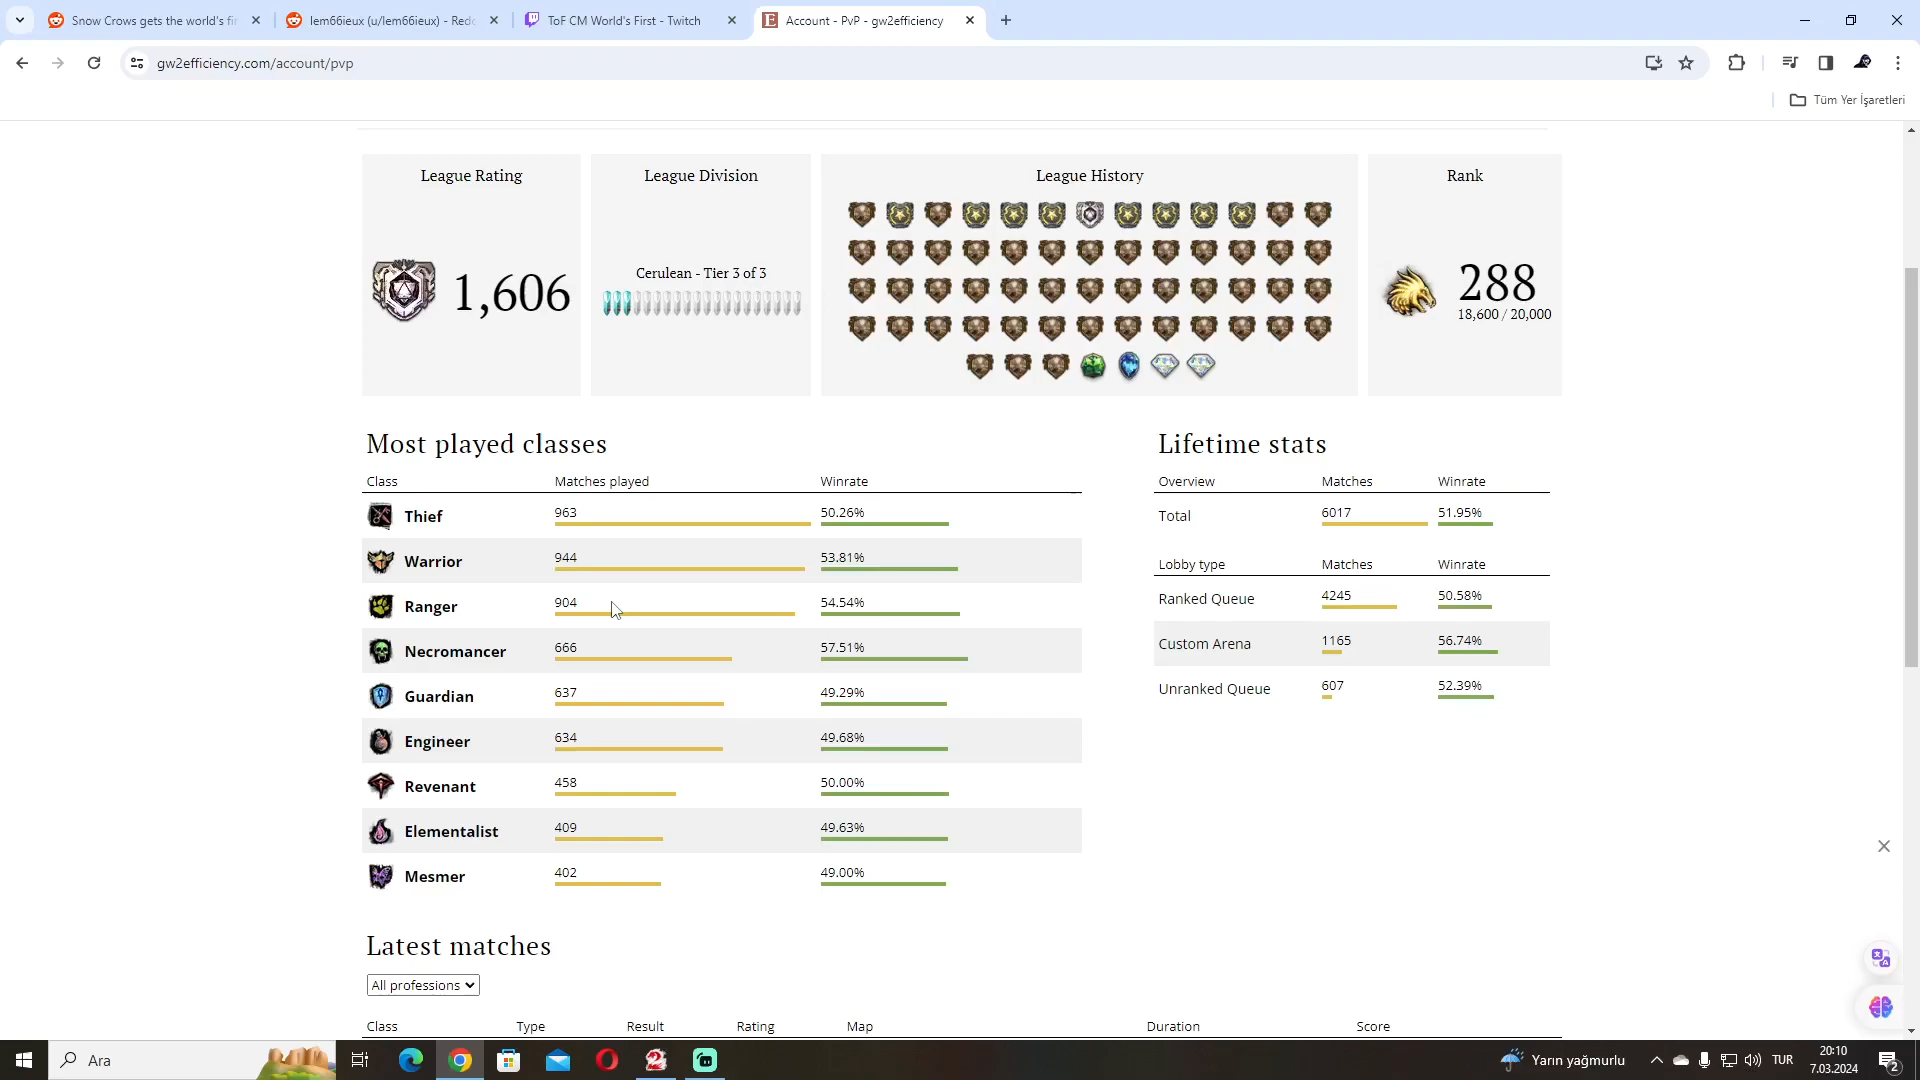 Snow Crows gets the world's fi
lem66ieux (u/lem66ieux) - Redd
ToF CM World's First - Twitch
Account - PvP - gw2efficiency
gw2efficiency.com/account/pvp
Tüm Yer İşaretleri
League Rating
League Division
League History
Rank
1,606
Cerulean - Tier 3 of 3
288
18,600 / 20,000
Most played classes
Class Matches played Winrate
Thief 963 50.26%
Warrior 944 53.81%
Ranger 904 54.54%
Necromancer 666 57.51%
Guardian 637 49.29%
Engineer 634 49.68%
Revenant 458 50.00%
Elementalist 409 49.63%
Mesmer 402 49.00%
Lifetime stats
Overview Matches Winrate
Total 6017 51.95%
Lobby type Matches Winrate
Ranked Queue 4245 50.58%
Custom Arena 1165 56.74%
Unranked Queue 607 52.39%
Latest matches
All professions
Class Type Result Rating Map Duration Score
Ara
Yarın yağmurlu
TUR
20:10
7.03.2024
2